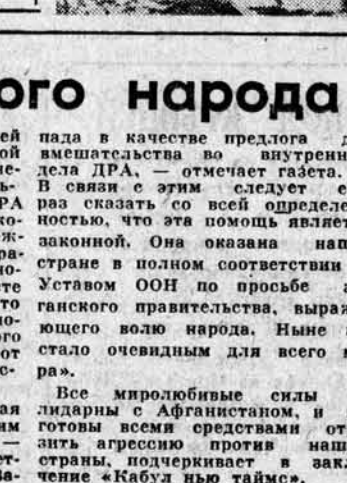 ого народа
пада в качестве предлога д
вмешательства во внутренн
дела ДРА, — отмечает газета.
В связи с этим следует е
раз сказать со всей определе
ностью, что эта помощь являет
законной. Она оказана наш
стране в полном соответствии
Уставом ООН по просьбе а
ганского правительства, выраж
ющего волю народа. Ныне
стало очевидным для всего м
ра».
Все миролюбивые силы
лидарны с Афганистаном, и
готовы всеми средствами от
зить агрессию против наш
страны, подчеркивает в закл
чение «Кабул нью таймс».